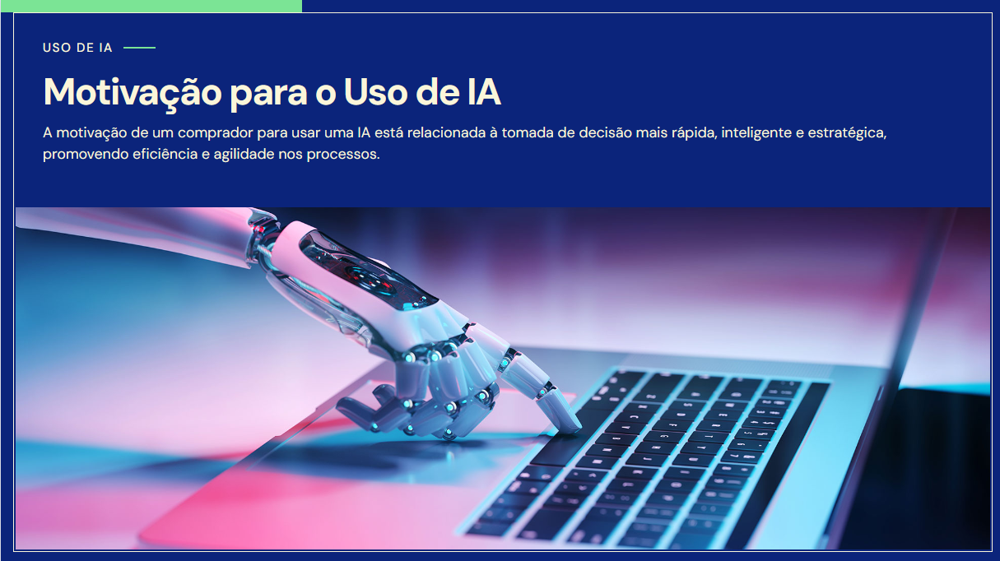 USO DE IA
Motivação para o Uso de IA
A motivação de um comprador para usar uma IA está relacionada à tomada de decisão mais rápida, inteligente e estratégica,
promovendo eficiência e agilidade nos processos.